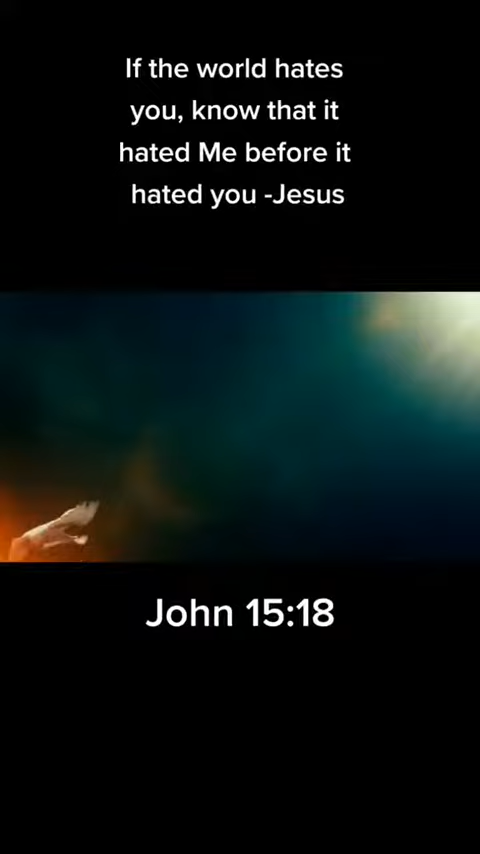 If the world hates
you, know that it
hated Me before it
hated you -Jesus
John 15:18